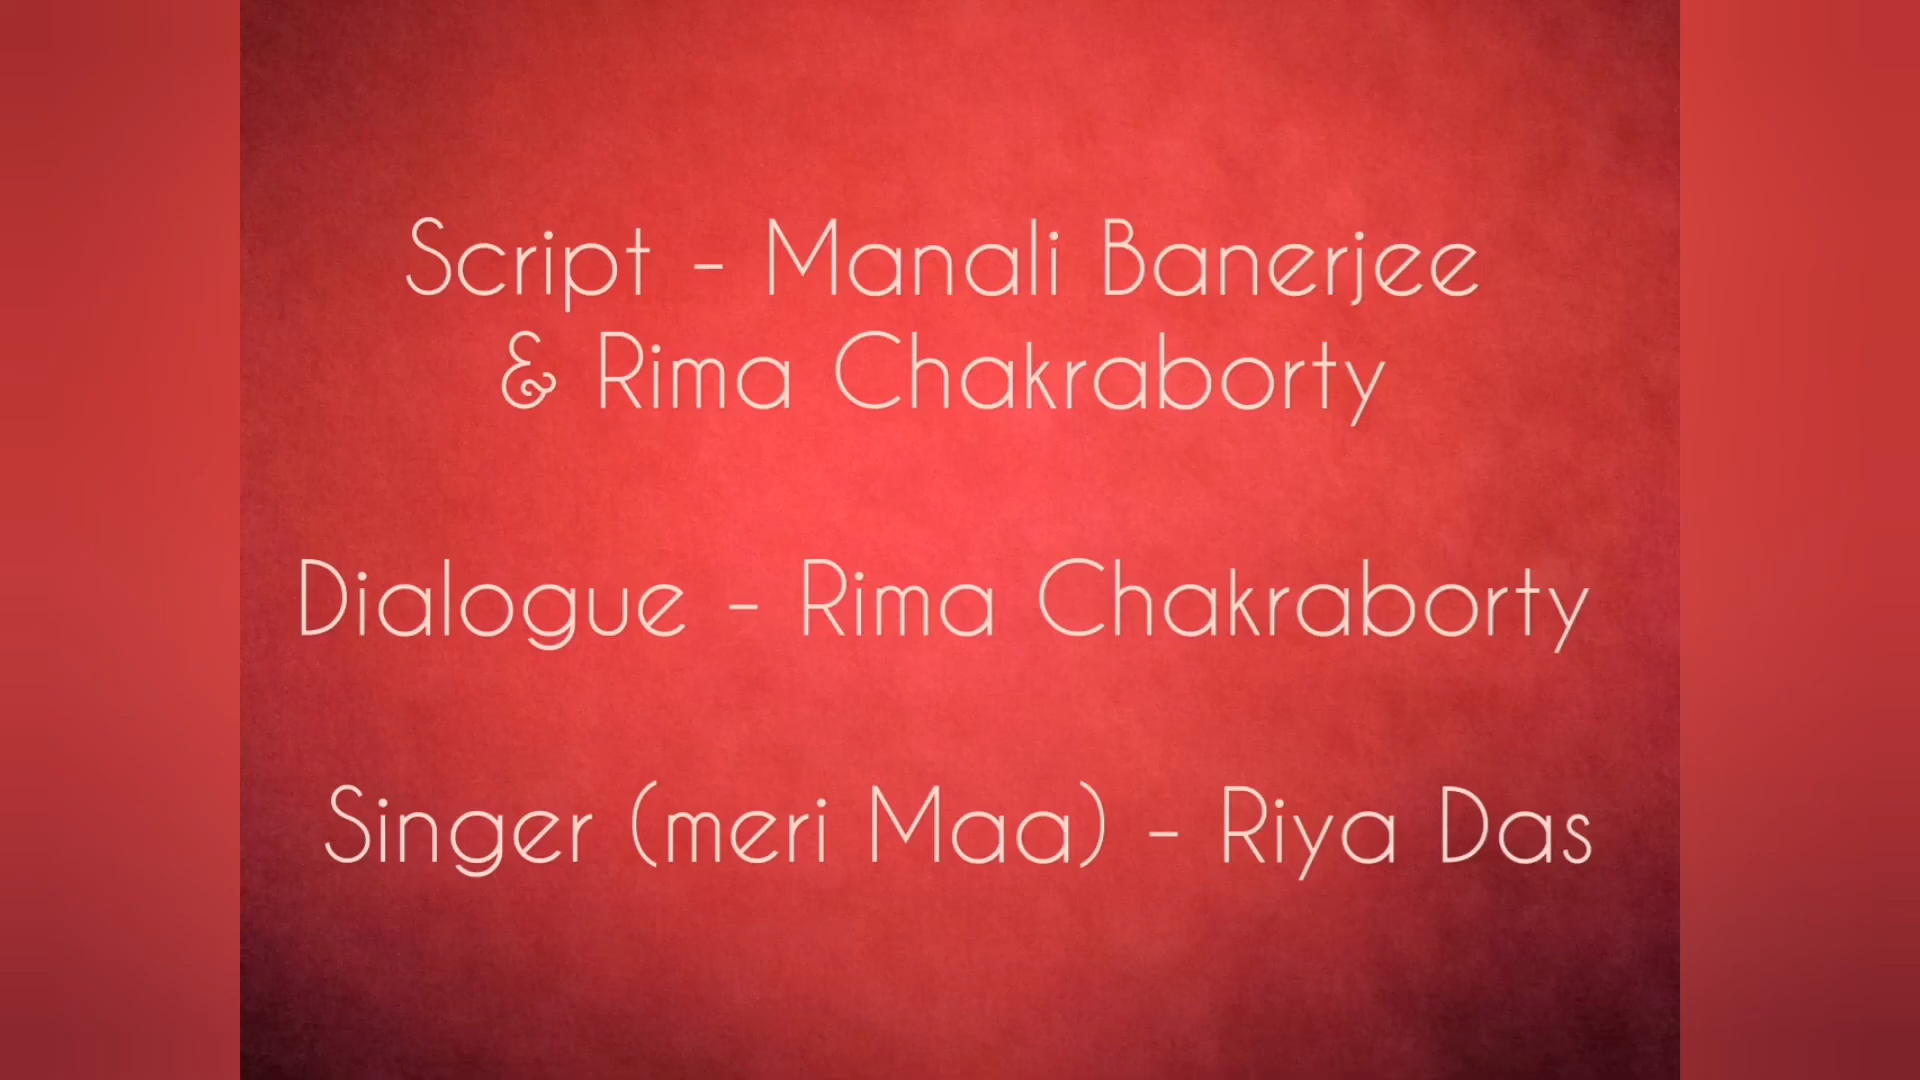 Script - Manali Banerjee
& Rima Chakraborty
Dialogue - Rima Chakraborty
Singer (meri Maa) - Riya Das